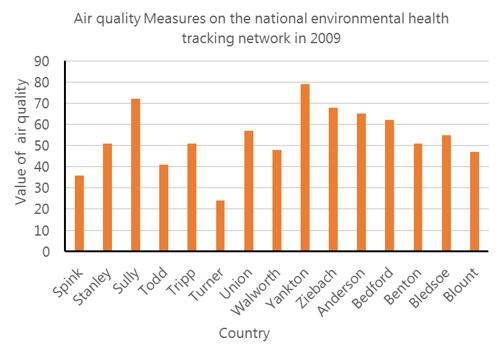 Air quality Measures on the national environmental health
tracking network in 2009
Value of air quality
90
80
70
60
50
40
30
20
10
0
Spink
Stanley
Sully
Todd
Tripp
Turner
Union
Walworth
Yankton
Ziebach
Anderson
Bedford
Benton
Bledsoe
Blount
Country